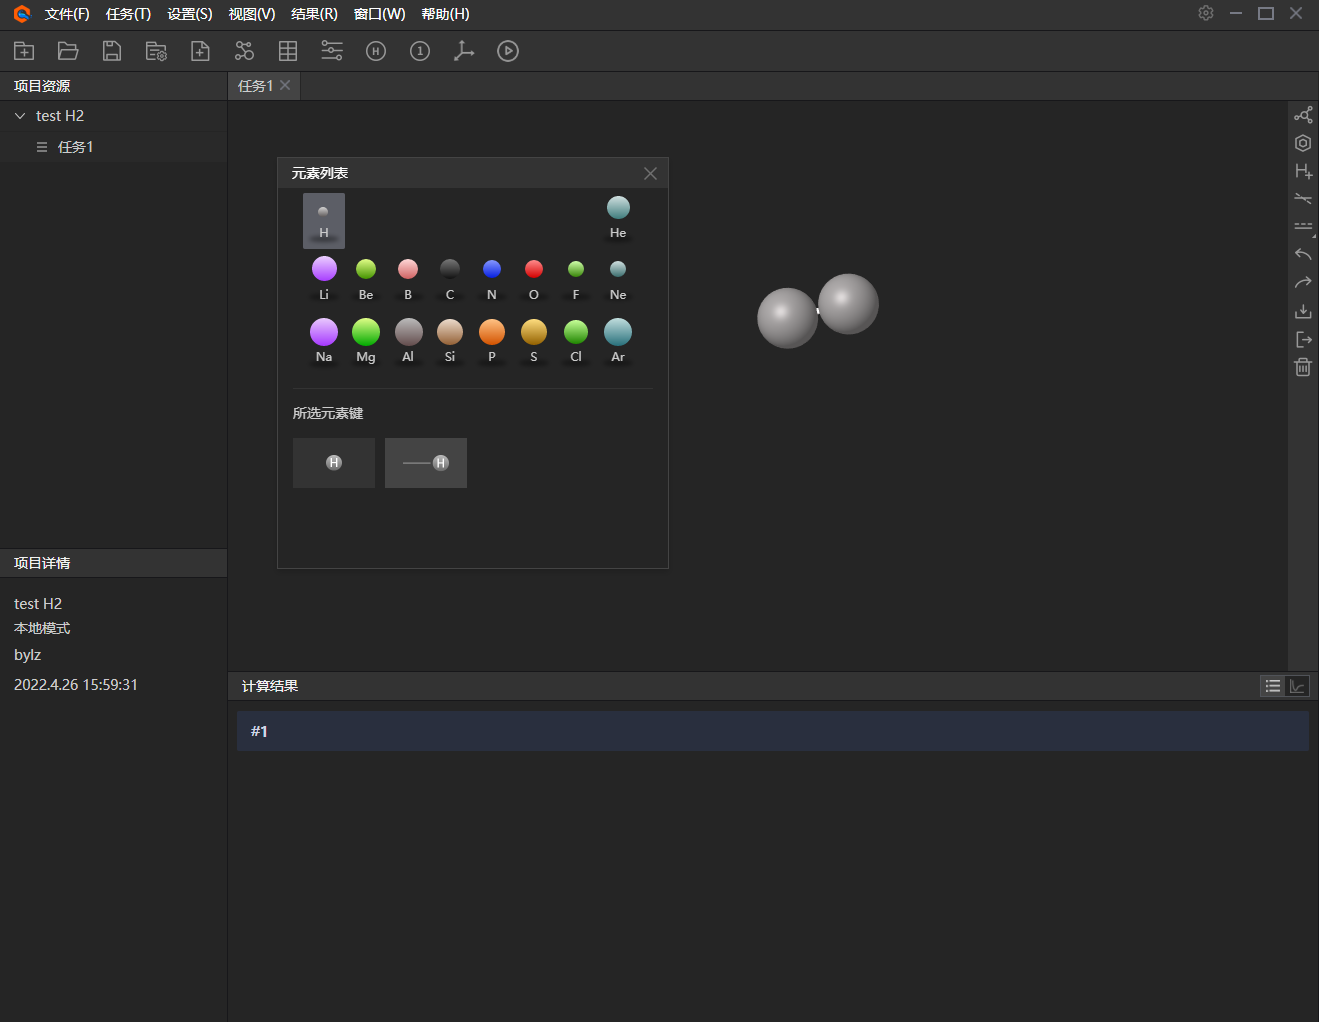 文件(F) 任务(T) 设置(S) 视图(V) 结果(R) 窗口(W) 帮助(H)
H 1
项目资源
任务1
test H2
任务1
元素列表
H He
Li Be B C N O F Ne
Na Mg Al Si P S Cl Ar
所选元素键
H H
H+
项目详情
test H2
本地模式
bylz
2022.4.26 15:59:31
计算结果
#1